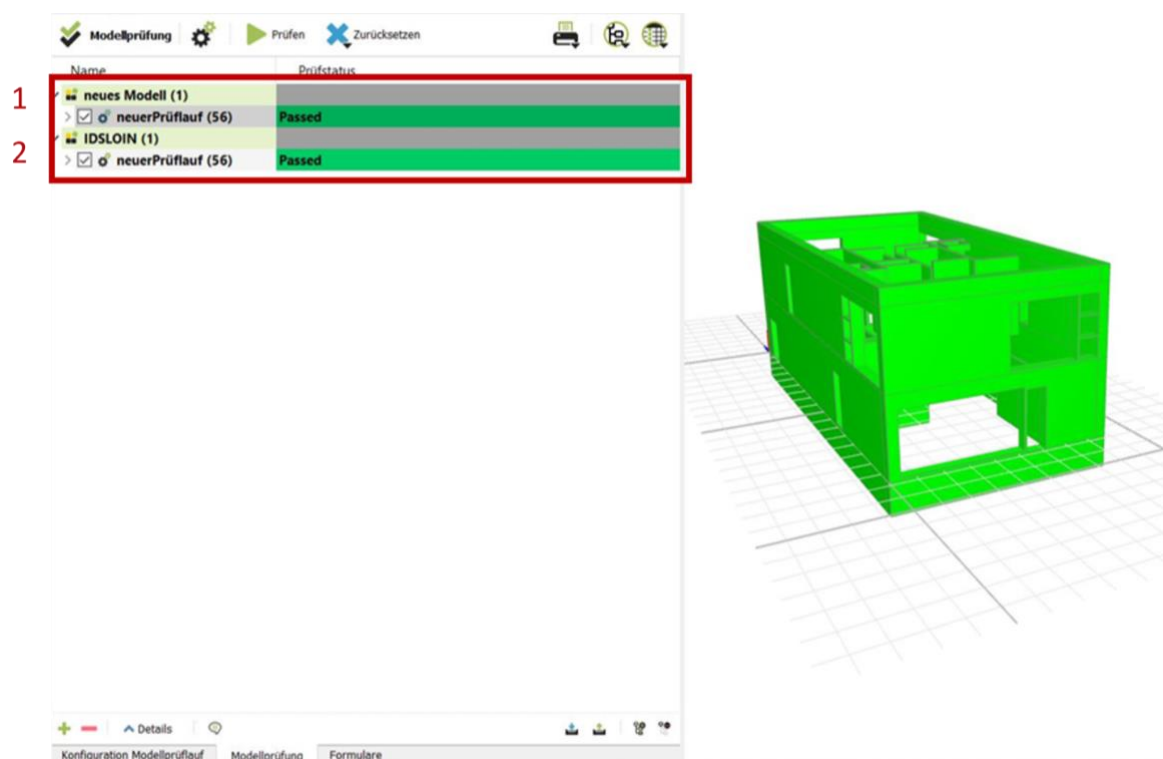 Modellprüfung Prüfen Zurücksetzen
Name Prüfstatus
1 neues Modell (1)
neuerPrüflauf (56) Passed
2 IDSLOIN (1)
neuerPrüflauf (56) Passed
Details
Konfiguration Modellprüflauf Modellprüfung Formulare